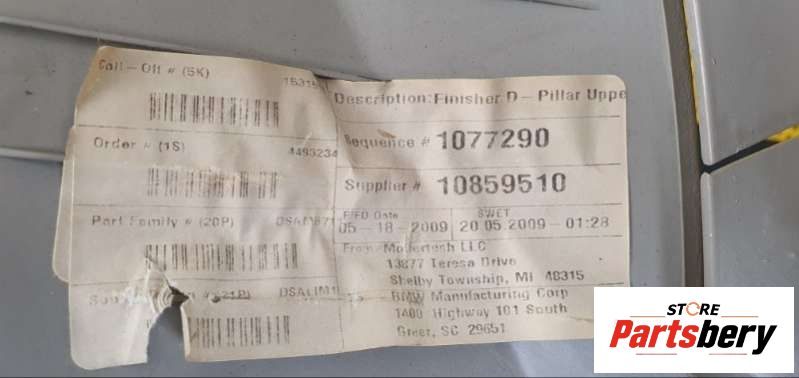 Call-Off # (5K)
Order # (1S)
4493234
Part Family # (20P)
Description: Finisher D-Pillar Uppe
Sequence # 1077290
Supplier # 10859510
Date
SWET
05-18-2009
20.05.2009-01:28
From: Mollertech LLC
13877 Teresa Drive
Shelby Township, MI 48315
BMW Manufacturing Corp
1400 Highway 101 South
Greer, SC 29651
STORE
Partsbery